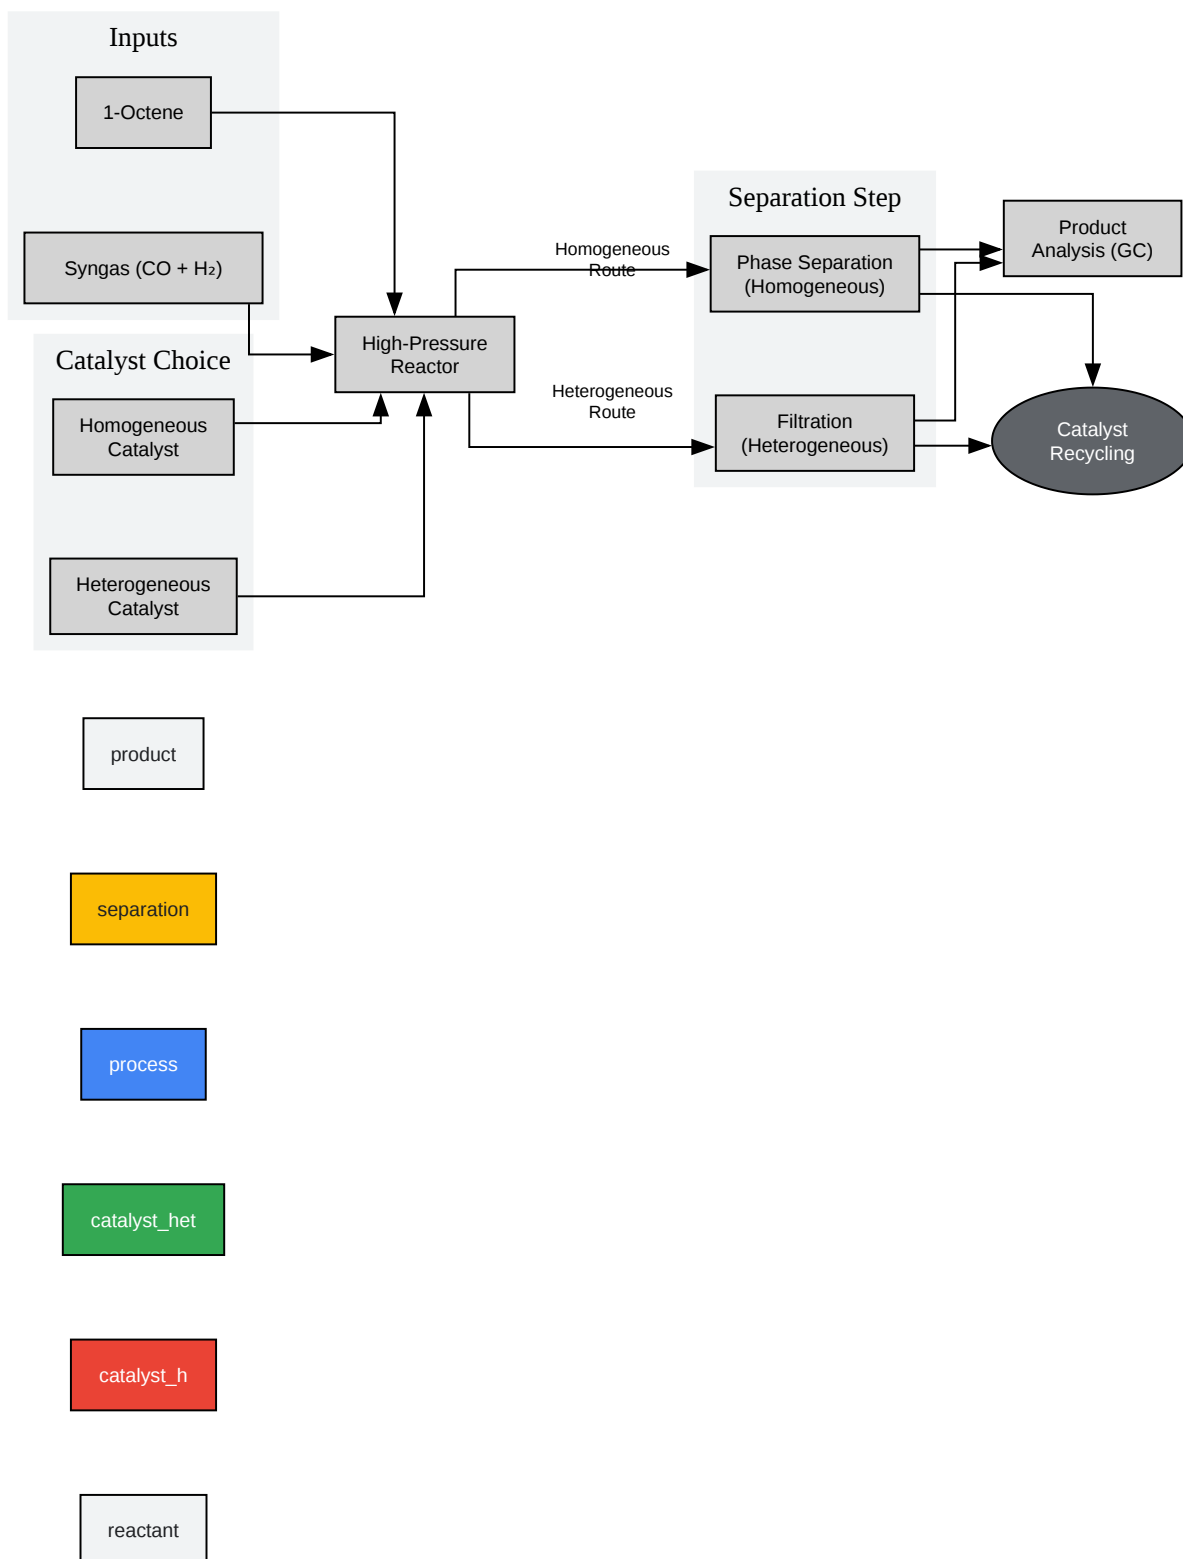 Inputs
1-Octene
Syngas (CO + H₂)
Catalyst Choice
Homogeneous
Catalyst
Heterogeneous
Catalyst
High-Pressure
Reactor
Homogeneous
Route
Heterogeneous
Route
Separation Step
Phase Separation
(Homogeneous)
Filtration
(Heterogeneous)
Product
Analysis (GC)
Catalyst
Recycling
product
separation
process
catalyst_het
catalyst_h
reactant